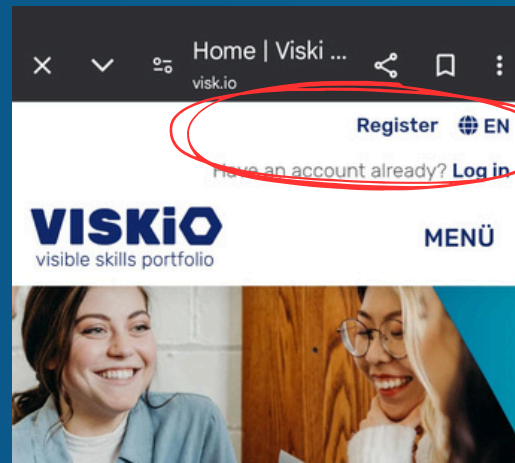 Home | Viski ...
visk.io
Register EN
Have an account already? Log in
VISKiO
visible skills portfolio
MENÜ